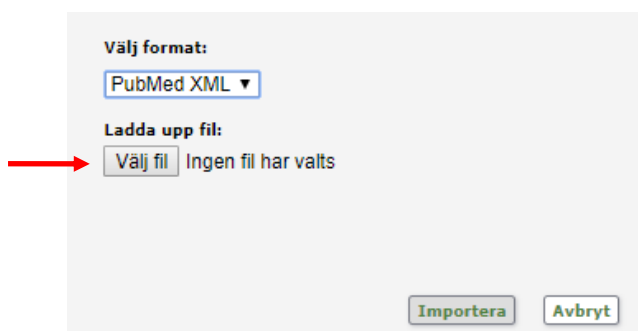 Välj format:
PubMed XML
Ladda upp fil:
Välj fil Ingen fil har valts
Importera Avbryt